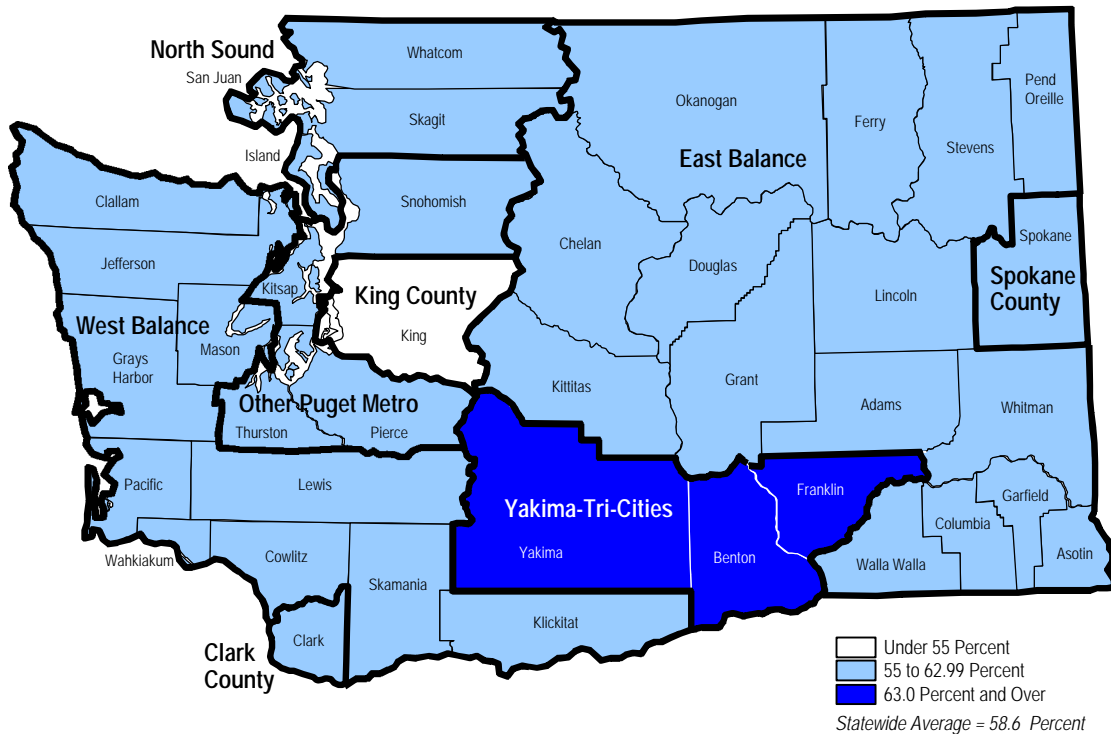 North Sound
San Juan
Whatcom
Skagit
Island
Okanogan
Ferry
Stevens
Pend
Oreille
East Balance
Clallam
Snohomish
Jefferson
Chelan
Douglas
Spokane
Spokane
County
Kitsap
King County
King
Lincoln
West Balance
Mason
Grays
Harbor
Kittitas
Grant
Adams
Whitman
Other Puget Metro
Thurston
Pierce
Pacific
Lewis
Yakima-Tri-Cities
Yakima
Benton
Franklin
Garfield
Columbia
Walla Walla
Asotin
Wahkiakum
Cowlitz
Skamania
Klickitat
Clark
Clark
County
Under 55 Percent
55 to 62.99 Percent
63.0 Percent and Over
Statewide Average = 58.6 Percent